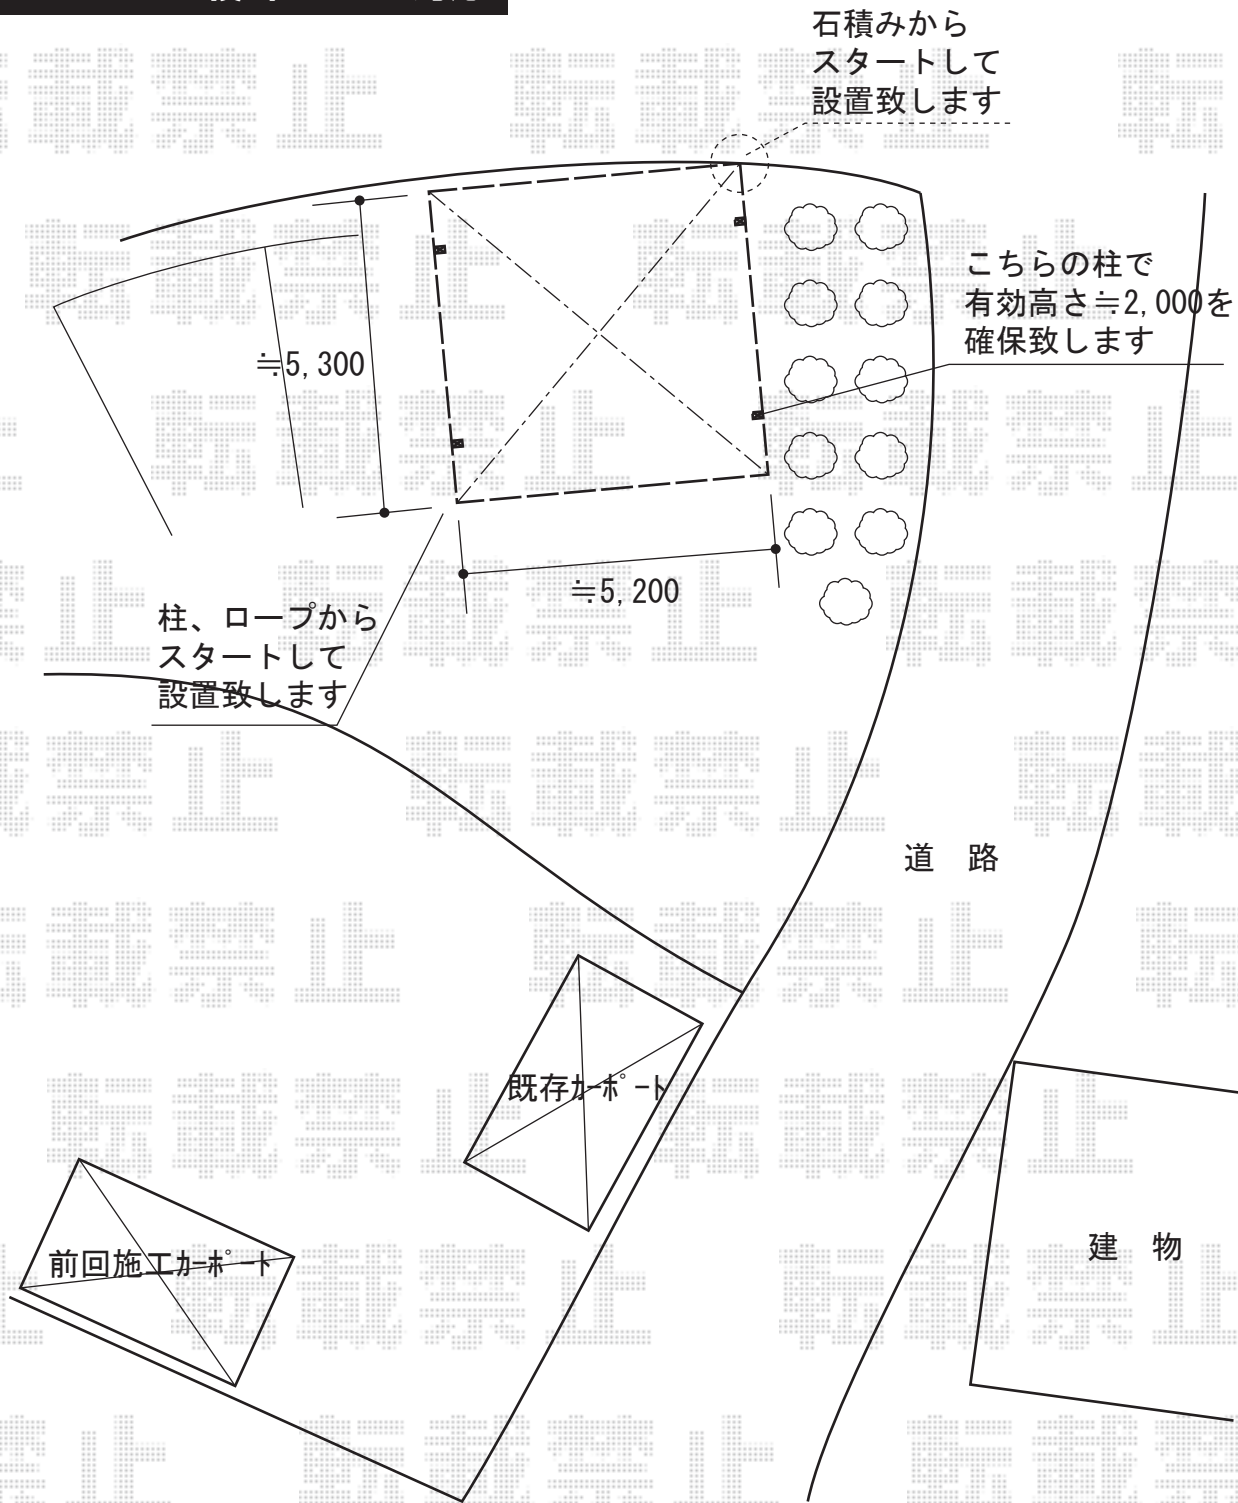 石積みから
スタートして
設置致します
こちらの柱で
有効高さ≒2,000を
確保致します
≒5,300
≒5,200
柱、ロープから
スタートして
設置致します
道 路
既存ｶｰﾎﾟｰﾄ
前回施工ｶｰﾎﾟｰﾄ
建 物
転載禁止